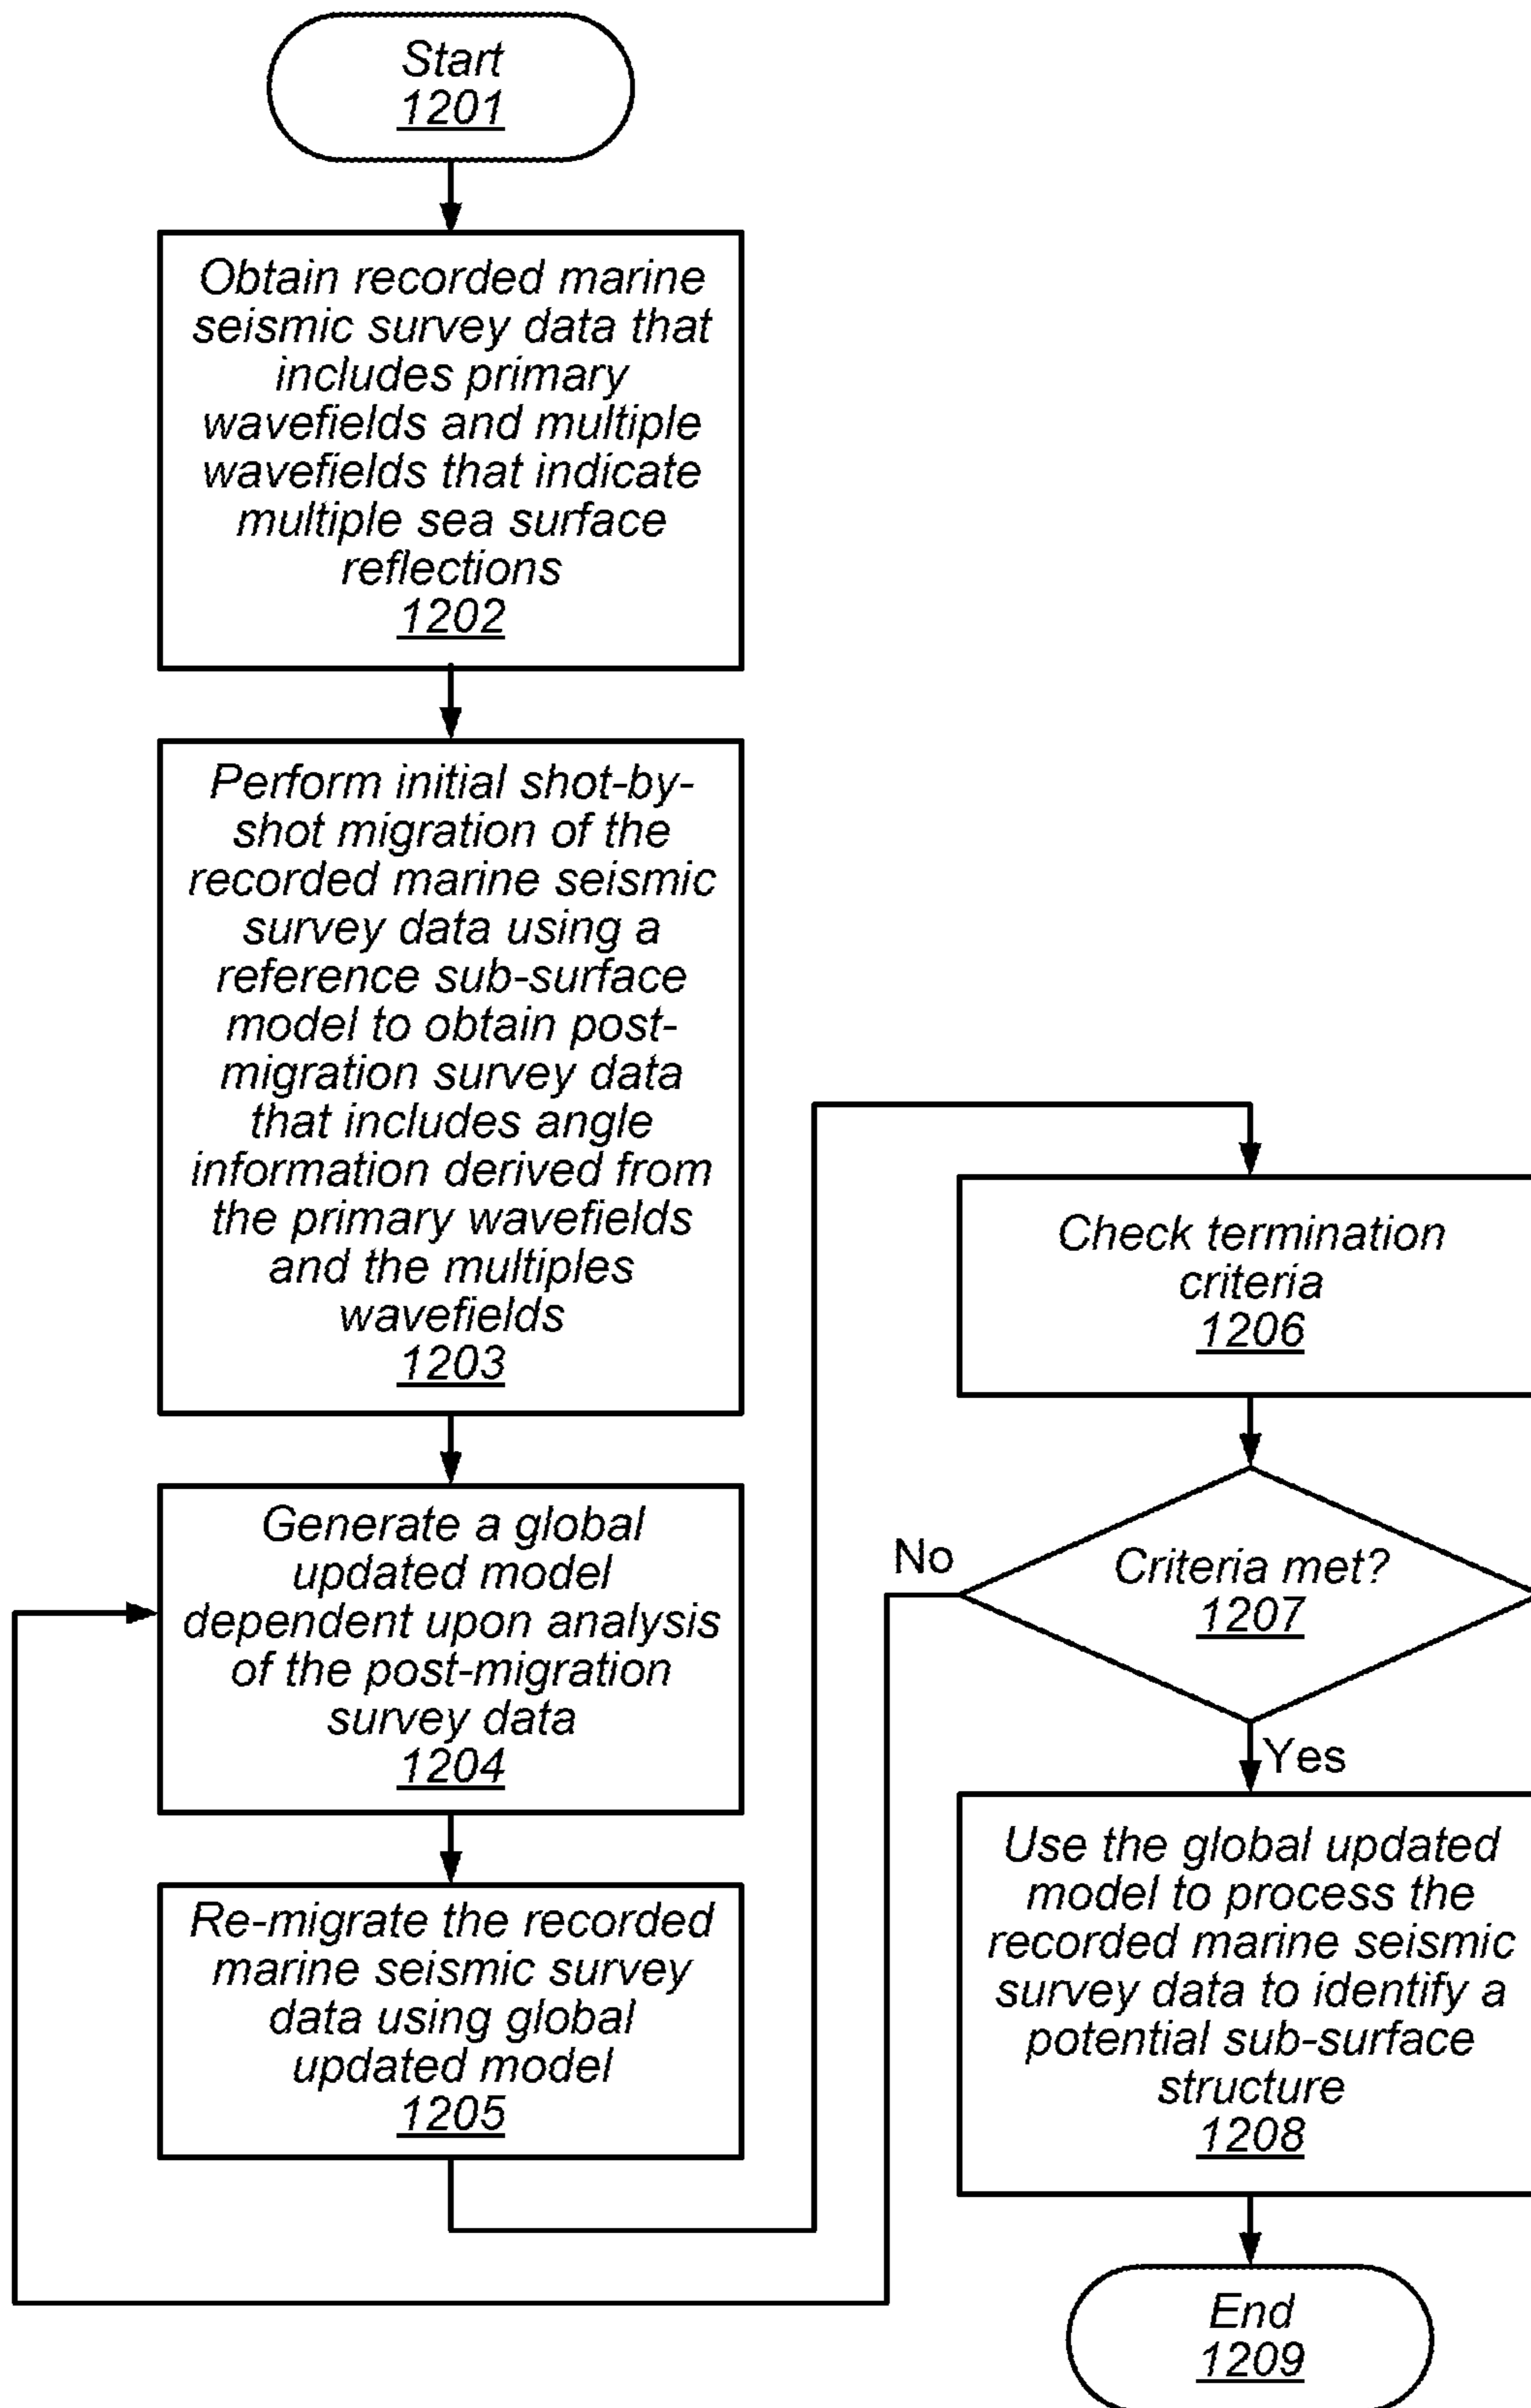 Start
1201
Obtain recorded marine
seismic survey data that
includes primary
wavefields and multiple
wavefields that indicate
multiple sea surface
reflections
1202
Perform initial shot-by-
shot migration of the
recorded marine seismic
survey data using a
reference sub-surface
model to obtain post-
migration survey data
that includes angle
information derived from
the primary wavefields
and the multiples
wavefields
1203
Generate a global
updated model
dependent upon analysis
of the post-migration
survey data
1204
Re-migrate the recorded
marine seismic survey
data using global
updated model
1205
Check termination
criteria
1206
No
Criteria met?
1207
Yes
Use the global updated
model to process the
recorded marine seismic
survey data to identify a
potential sub-surface
structure
1208
End
1209